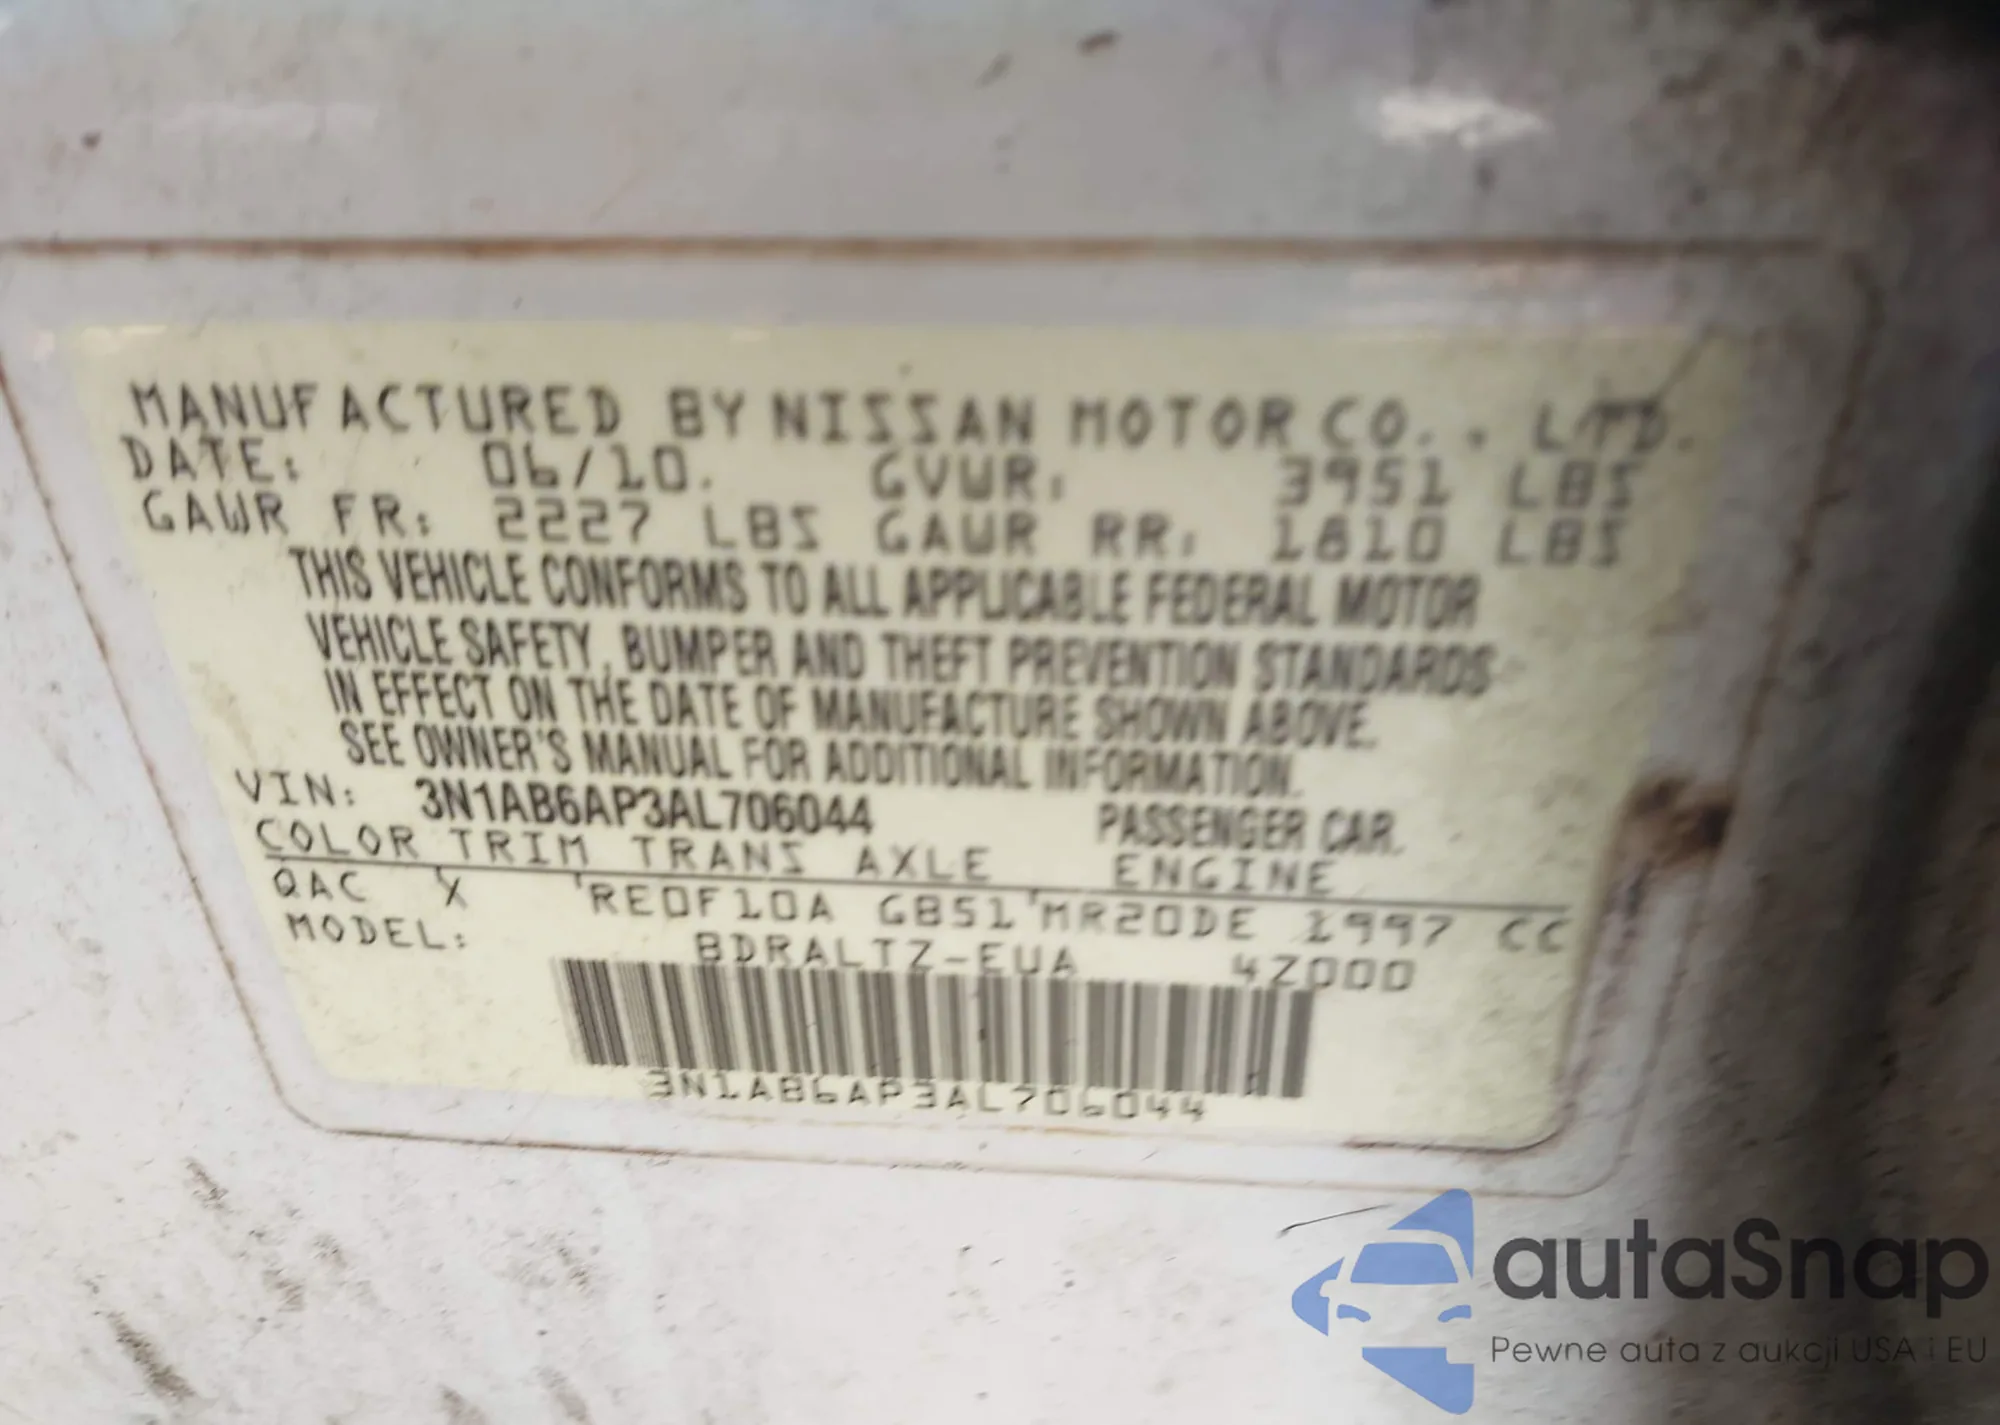 MANUFACTURED BY NISSAN MOTOR CO., LTD.
DATE: 06/10. GVWR: 3951 LBS
GAWR FR: 2227 LBS GAWR RR: 1810 LBS
THIS VEHICLE CONFORMS TO ALL APPLICABLE FEDERAL MOTOR
VEHICLE SAFETY, BUMPER AND THEFT PREVENTION STANDARDS
IN EFFECT ON THE DATE OF MANUFACTURE SHOWN ABOVE.
SEE OWNER'S MANUAL FOR ADDITIONAL INFORMATION.
VIN: 3N1AB6AP3AL706044 PASSENGER CAR.
COLOR TRIM TRANS AXLE ENGINE
QAC X RE0F10A GB51 MR20DE 1997 CC
MODEL: BDRALTZ-EUA 4Z000
3N1AB6AP3AL706044
autaSnap
Pewne auta z aukcji USA i EU